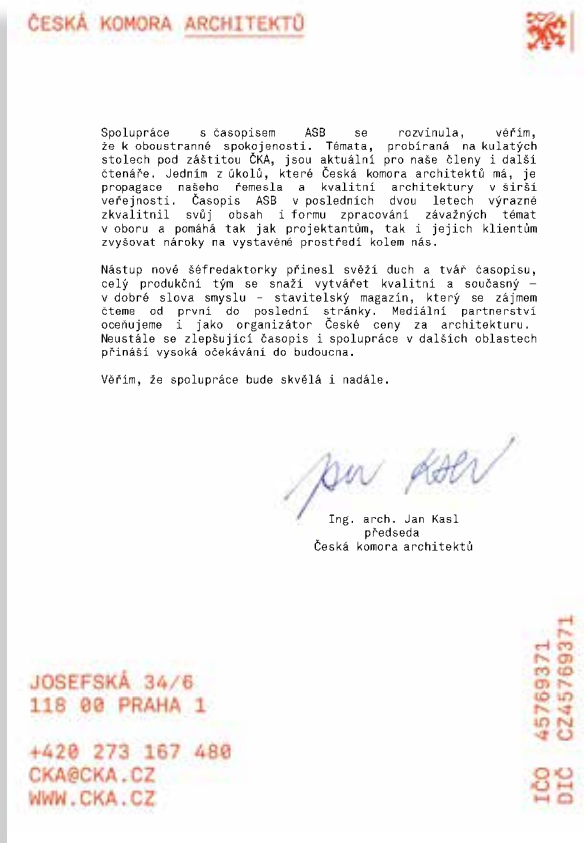 ČESKÁ KOMORA ARCHITEKTŮ
Spolupráce s časopisem ASB se rozvinula, věřím,
že k oboustranné spokojenosti. Témata, probíraná na kulatých
stolech pod záštitou ČKA, jsou aktuální pro naše členy i další
čtenáře. Jedním z úkolů, které Česká komora architektů má, je
propagace našeho řemesla a kvalitní architektury v širší
veřejnosti. Časopis ASB v posledních dvou letech výrazně
zkvalitnil svůj obsah i formu zpracování závažných témat
v oboru a pomáhá tak jak projektantům, tak i jejich klientům
zvyšovat nároky na vystavěné prostředí kolem nás.
Nástup nové šéfredaktorky přinesl svěží duch a tvář časopisu,
celý produkční tým se snaží vytvářet kvalitní a současný –
v dobré slova smyslu – stavitelský magazín, který se zájmem
čteme od první do poslední stránky. Mediální partnerství
oceňujeme i jako organizátor České ceny za architekturu.
Neustále se zlepšující časopis i spolupráce v dalších oblastech
přináší vysoká očekávání do budoucna.
Věřím, že spolupráce bude skvělá i nadále.
Jan Kasl
Ing. arch. Jan Kasl
předseda
Česká komora architektů
JOSEFSKÁ 34/6
118 00 PRAHA 1
+420 273 167 480
CKA@CKA.CZ
WWW.CKA.CZ
IČO 45769371
DIČ CZ45769371